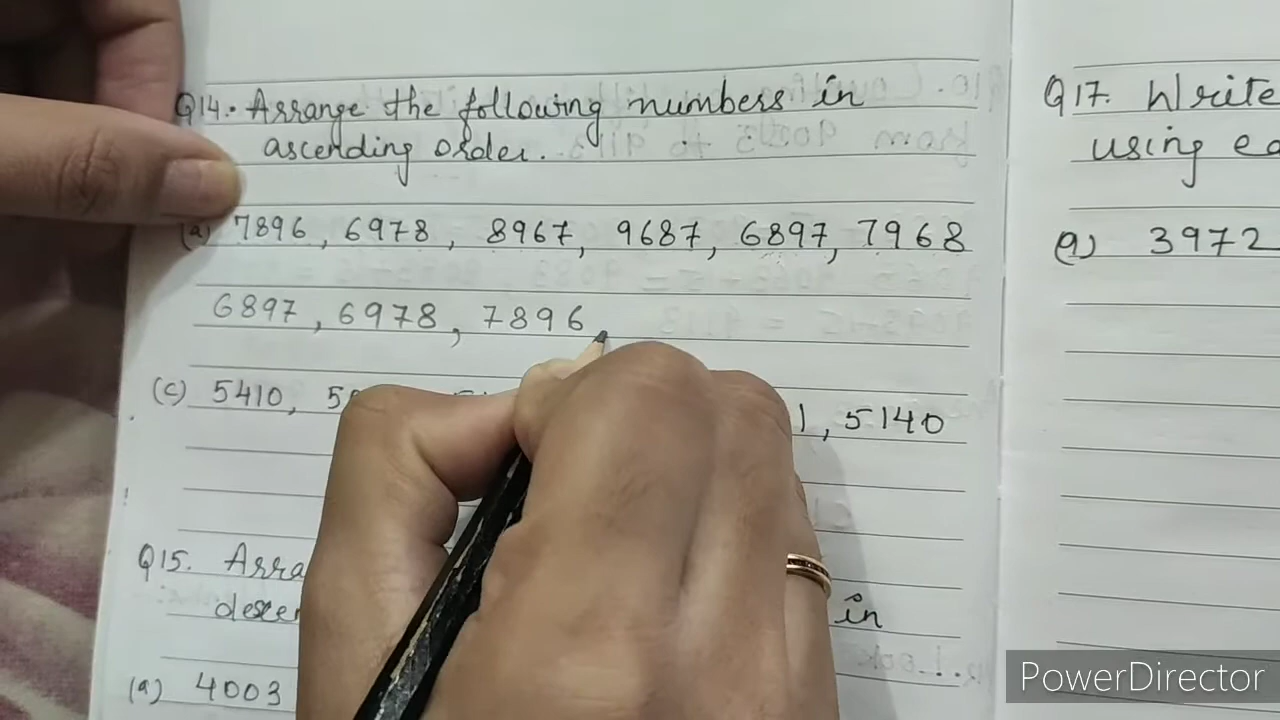 Q14. Arrange the following numbers in
ascending order.
(a) 7896, 6978, 8967, 9687, 6897, 7968
6897, 6978, 7896
(c) 5410, 1, 5140
Q15.
in
(a) 4003
Q17. Write
using
(a) 3972
PowerDirector